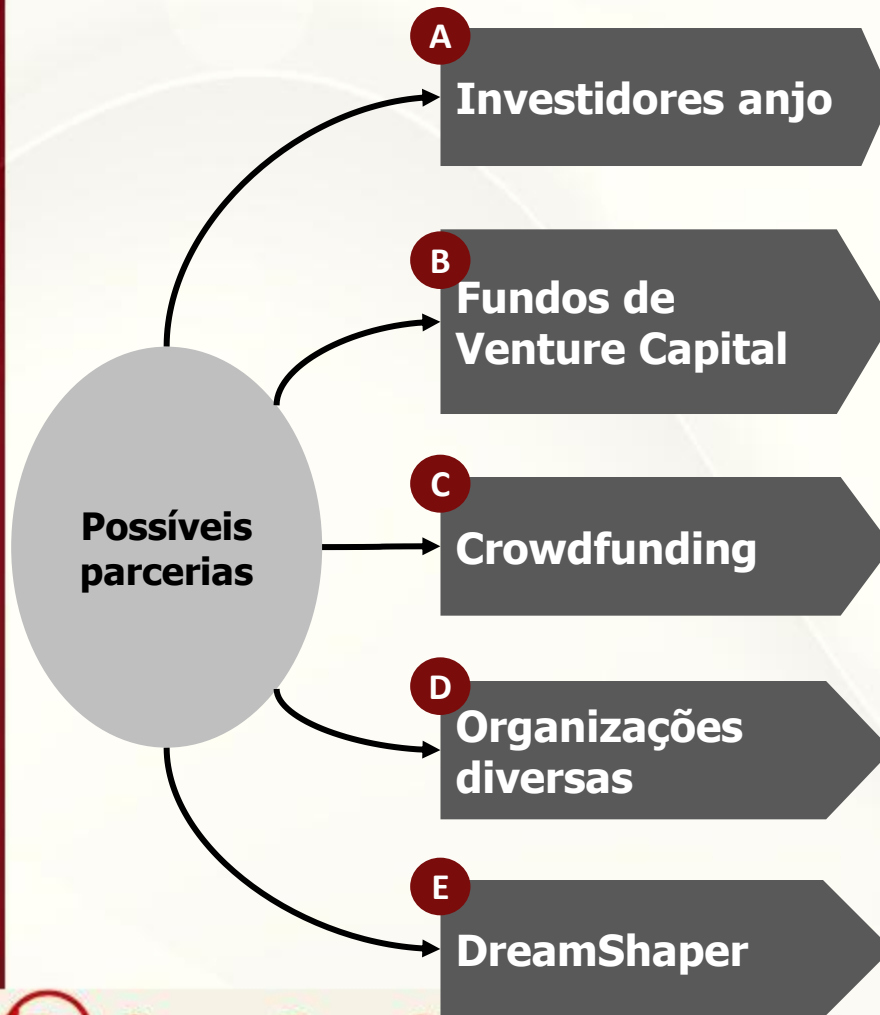 A
Investidores anjo
B
Fundos de
Venture Capital
Possíveis
parcerias
C
Crowdfunding
D
Organizações
diversas
E
DreamShaper